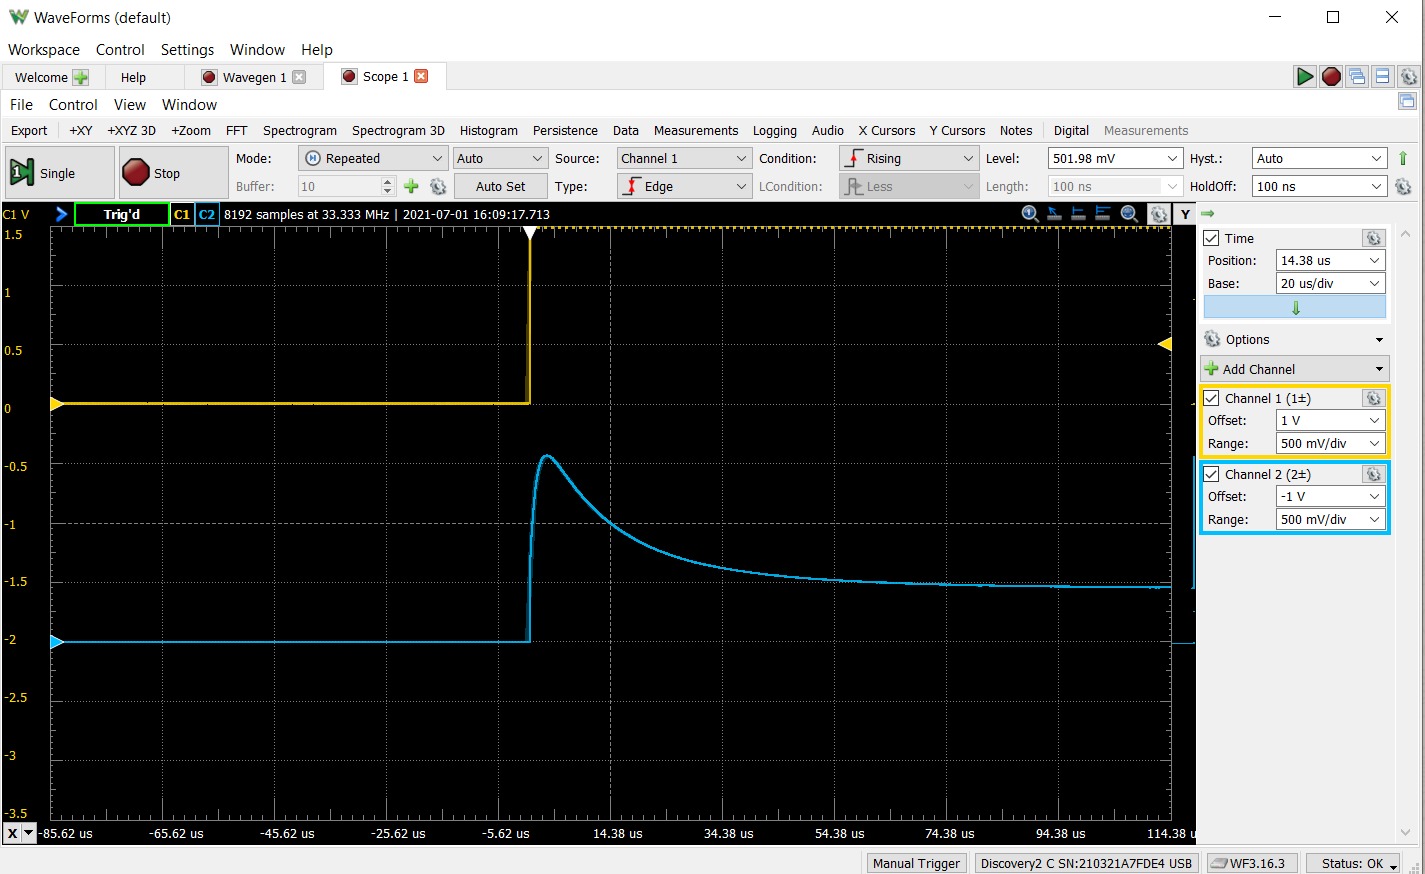 WaveForms (default)
Workspace Control Settings Window Help
Welcome Help Wavegen 1 Scope 1
File Control View Window
Export +XY +XYZ 3D +Zoom FFT Spectrogram Spectrogram 3D Histogram Persistence Data Measurements Logging Audio X Cursors Y Cursors Notes Digital Measurements
1 Single Stop Mode: Repeated Auto Source: Channel 1 Condition: Rising Level: 501.98 mV Hyst.: Auto
Buffer: 10 Auto Set Type: Edge LCondition: Less Length: 100 ns HoldOff: 100 ns
C1 V Trig'd C1 C2 8192 samples at 33.333 MHz | 2021-07-01 16:09:17.713 Y
1.5
1
0.5
0
-0.5
-1
-1.5
-2
-2.5
-3
-3.5
X -85.62 us -65.62 us -45.62 us -25.62 us -5.62 us 14.38 us 34.38 us 54.38 us 74.38 us 94.38 us 114.38 u
Time
Position: 14.38 us
Base: 20 us/div
Options
Add Channel
Channel 1 (1±)
Offset: 1 V
Range: 500 mV/div
Channel 2 (2±)
Offset: -1 V
Range: 500 mV/div
Manual Trigger Discovery2 C SN:210321A7FDE4 USB WF3.16.3 Status: OK